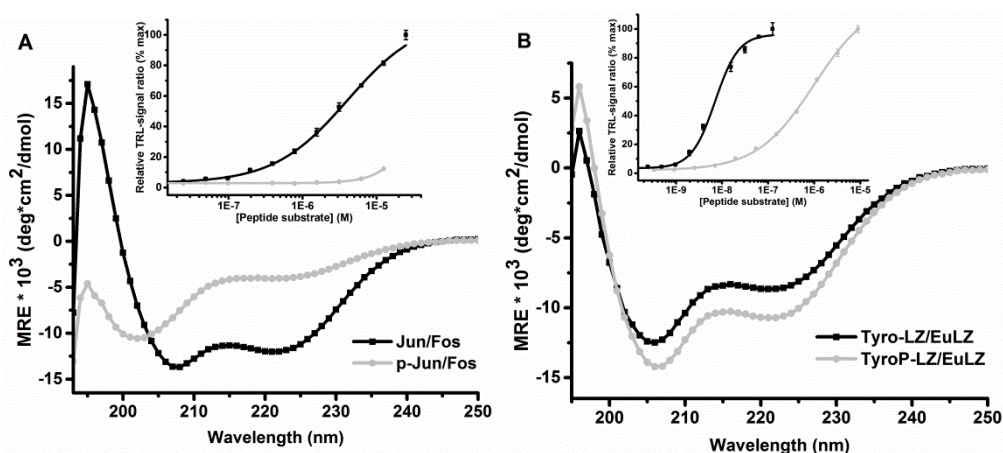 A
Relative TRL-signal ratio (% max)
100
80
60
40
20
0
1E-7
1E-6
1E-5
[Peptide substrate] (M)
MRE * 10³ (deg*cm²/dmol)
15
10
5
0
-5
-10
-15
Jun/Fos
p-Jun/Fos
200
210
220
230
240
250
Wavelength (nm)
B
Relative TRL-signal ratio (% max)
100
80
60
40
20
0
1E-9
1E-8
1E-7
1E-6
1E-5
[Peptide substrate] (M)
MRE * 10³ (deg*cm²/dmol)
5
0
-5
-10
-15
Tyro-LZ/EuLZ
TyroP-LZ/EuLZ
200
210
220
230
240
250
Wavelength (nm)